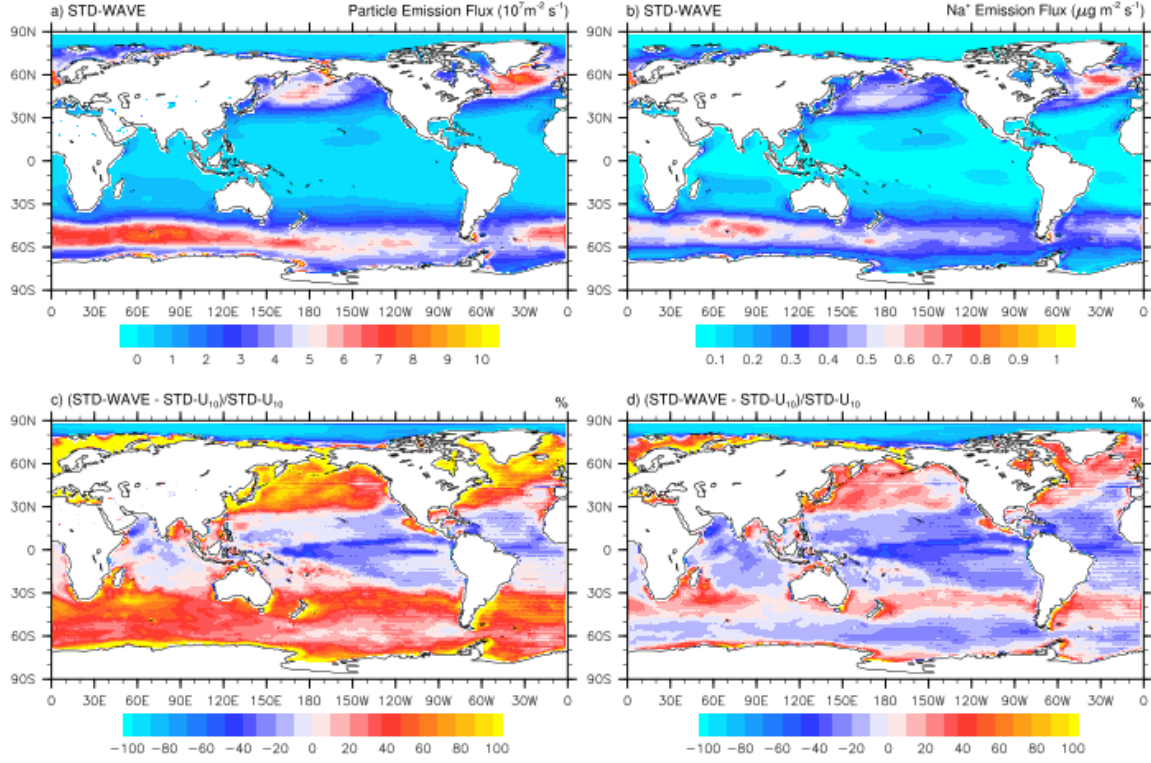 a) STD-WAVE Particle Emission Flux (10⁷m⁻² s⁻¹)
90N
60N
30N
0
30S
60S
90S
0 30E 60E 90E 120E 150E 180 150W 120W 90W 60W 30W 0
0 1 2 3 4 5 6 7 8 9 10
b) STD-WAVE Na⁺ Emission Flux (μg m⁻² s⁻¹)
90N
60N
30N
0
30S
60S
90S
0 30E 60E 90E 120E 150E 180 150W 120W 90W 60W 30W 0
0.1 0.2 0.3 0.4 0.5 0.6 0.7 0.8 0.9 1
c) (STD-WAVE - STD-U₁₀)/STD-U₁₀ %
90N
60N
30N
0
30S
60S
90S
0 30E 60E 90E 120E 150E 180 150W 120W 90W 60W 30W 0
−100 −80 −60 −40 −20 0 20 40 60 80 100
d) (STD-WAVE - STD-U₁₀)/STD-U₁₀ %
90N
60N
30N
0
30S
60S
90S
0 30E 60E 90E 120E 150E 180 150W 120W 90W 60W 30W 0
−100 −80 −60 −40 −20 0 20 40 60 80 100